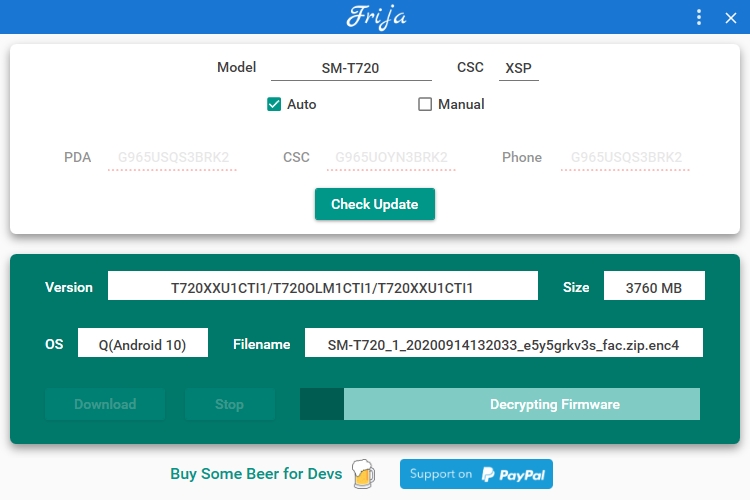 Frija
Model SM-T720 CSC XSP
Auto Manual
PDA G965USQS3BRK2 CSC G965UOYN3BRK2 Phone G965USQS3BRK2
Check Update
Version T720XXU1CTI1/T720OLM1CTI1/T720XXU1CTI1 Size 3760 MB
OS Q(Android 10) Filename SM-T720_1_20200914132033_e5y5grkv3s_fac.zip.enc4
Download Stop Decrypting Firmware
Buy Some Beer for Devs Support on PayPal